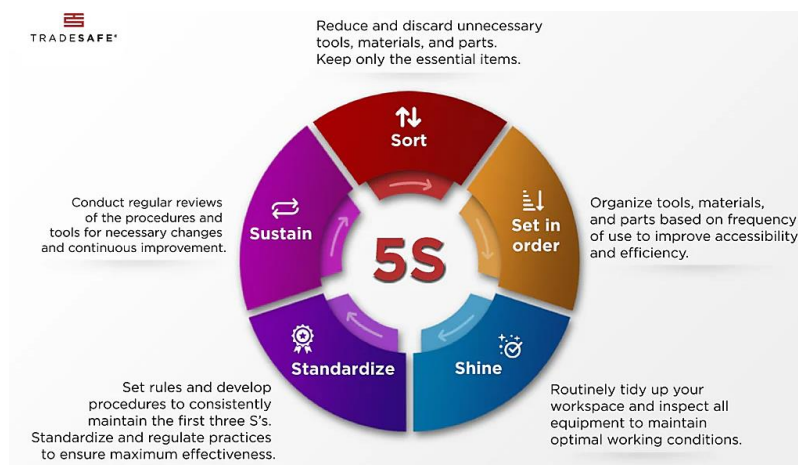 TRADESAFE®
Reduce and discard unnecessary
tools, materials, and parts.
Keep only the essential items.
Sort
Organize tools, materials,
and parts based on frequency
of use to improve accessibility
and efficiency.
Set in
order
Routinely tidy up your
workspace and inspect all
equipment to maintain
optimal working conditions.
Shine
Set rules and develop
procedures to consistently
maintain the first three S's.
Standardize and regulate practices
to ensure maximum effectiveness.
Standardize
Conduct regular reviews
of the procedures and
tools for necessary changes
and continuous improvement.
Sustain
5S